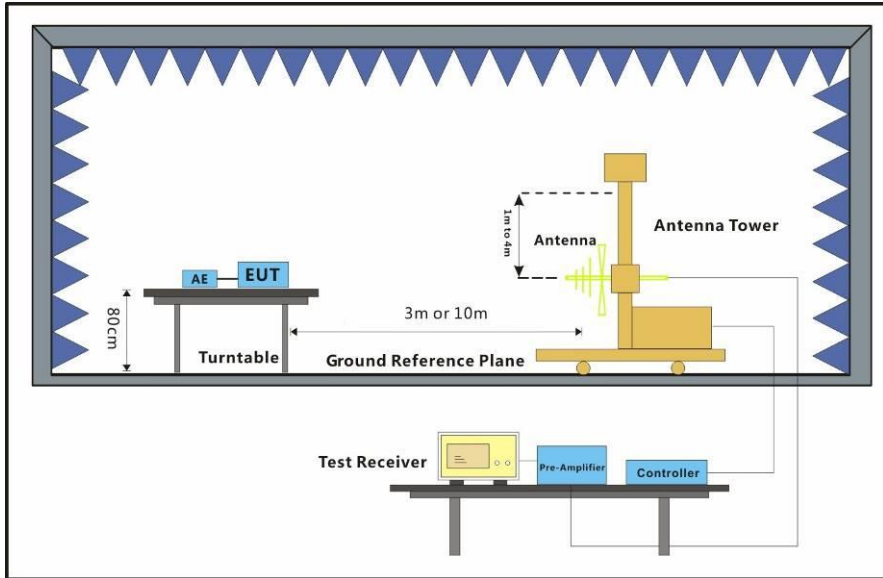 1m to 4m
Antenna
Antenna Tower
AE
EUT
80cm
3m or 10m
Turntable
Ground Reference Plane
Test Receiver
Pre-Amplifier
Controller